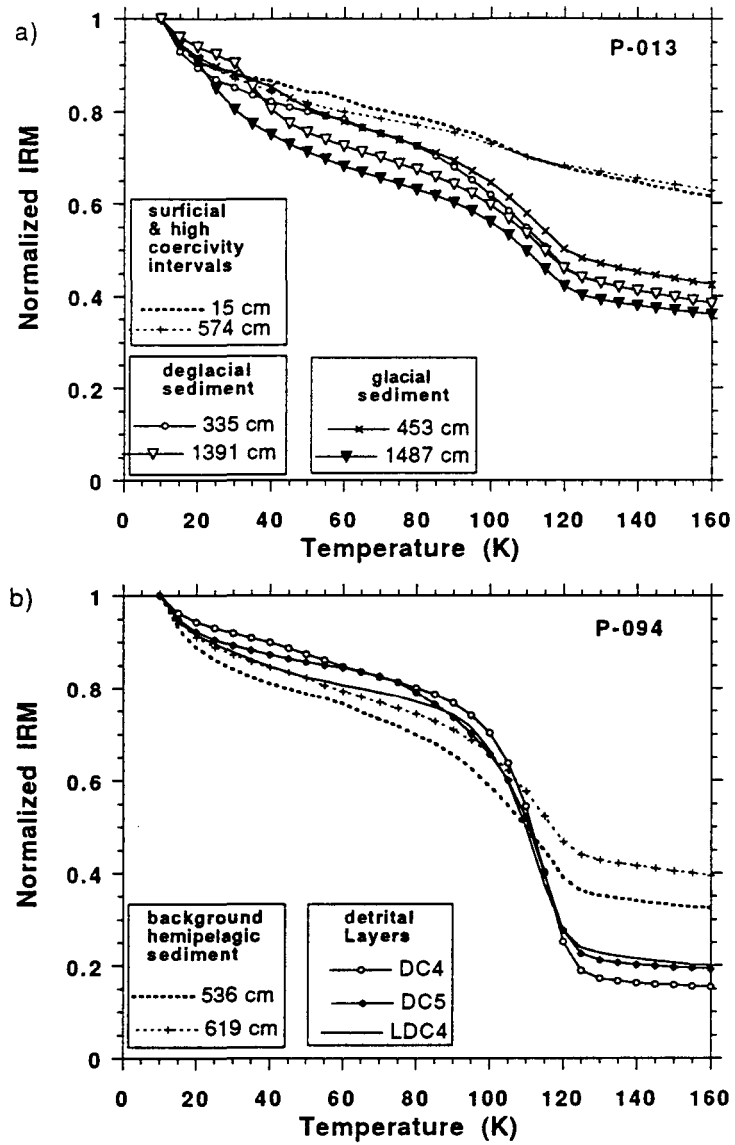 a)
P-013
Normalized IRM
1
0.8
0.6
0.4
0.2
0
surficial
& high
coercivity
intervals
15 cm
574 cm
deglacial
sediment
335 cm
1391 cm
glacial
sediment
453 cm
1487 cm
0 20 40 60 80 100 120 140 160
Temperature (K)
b)
P-094
Normalized IRM
1
0.8
0.6
0.4
0.2
0
background
hemipelagic
sediment
536 cm
619 cm
detrital
Layers
DC4
DC5
LDC4
0 20 40 60 80 100 120 140 160
Temperature (K)